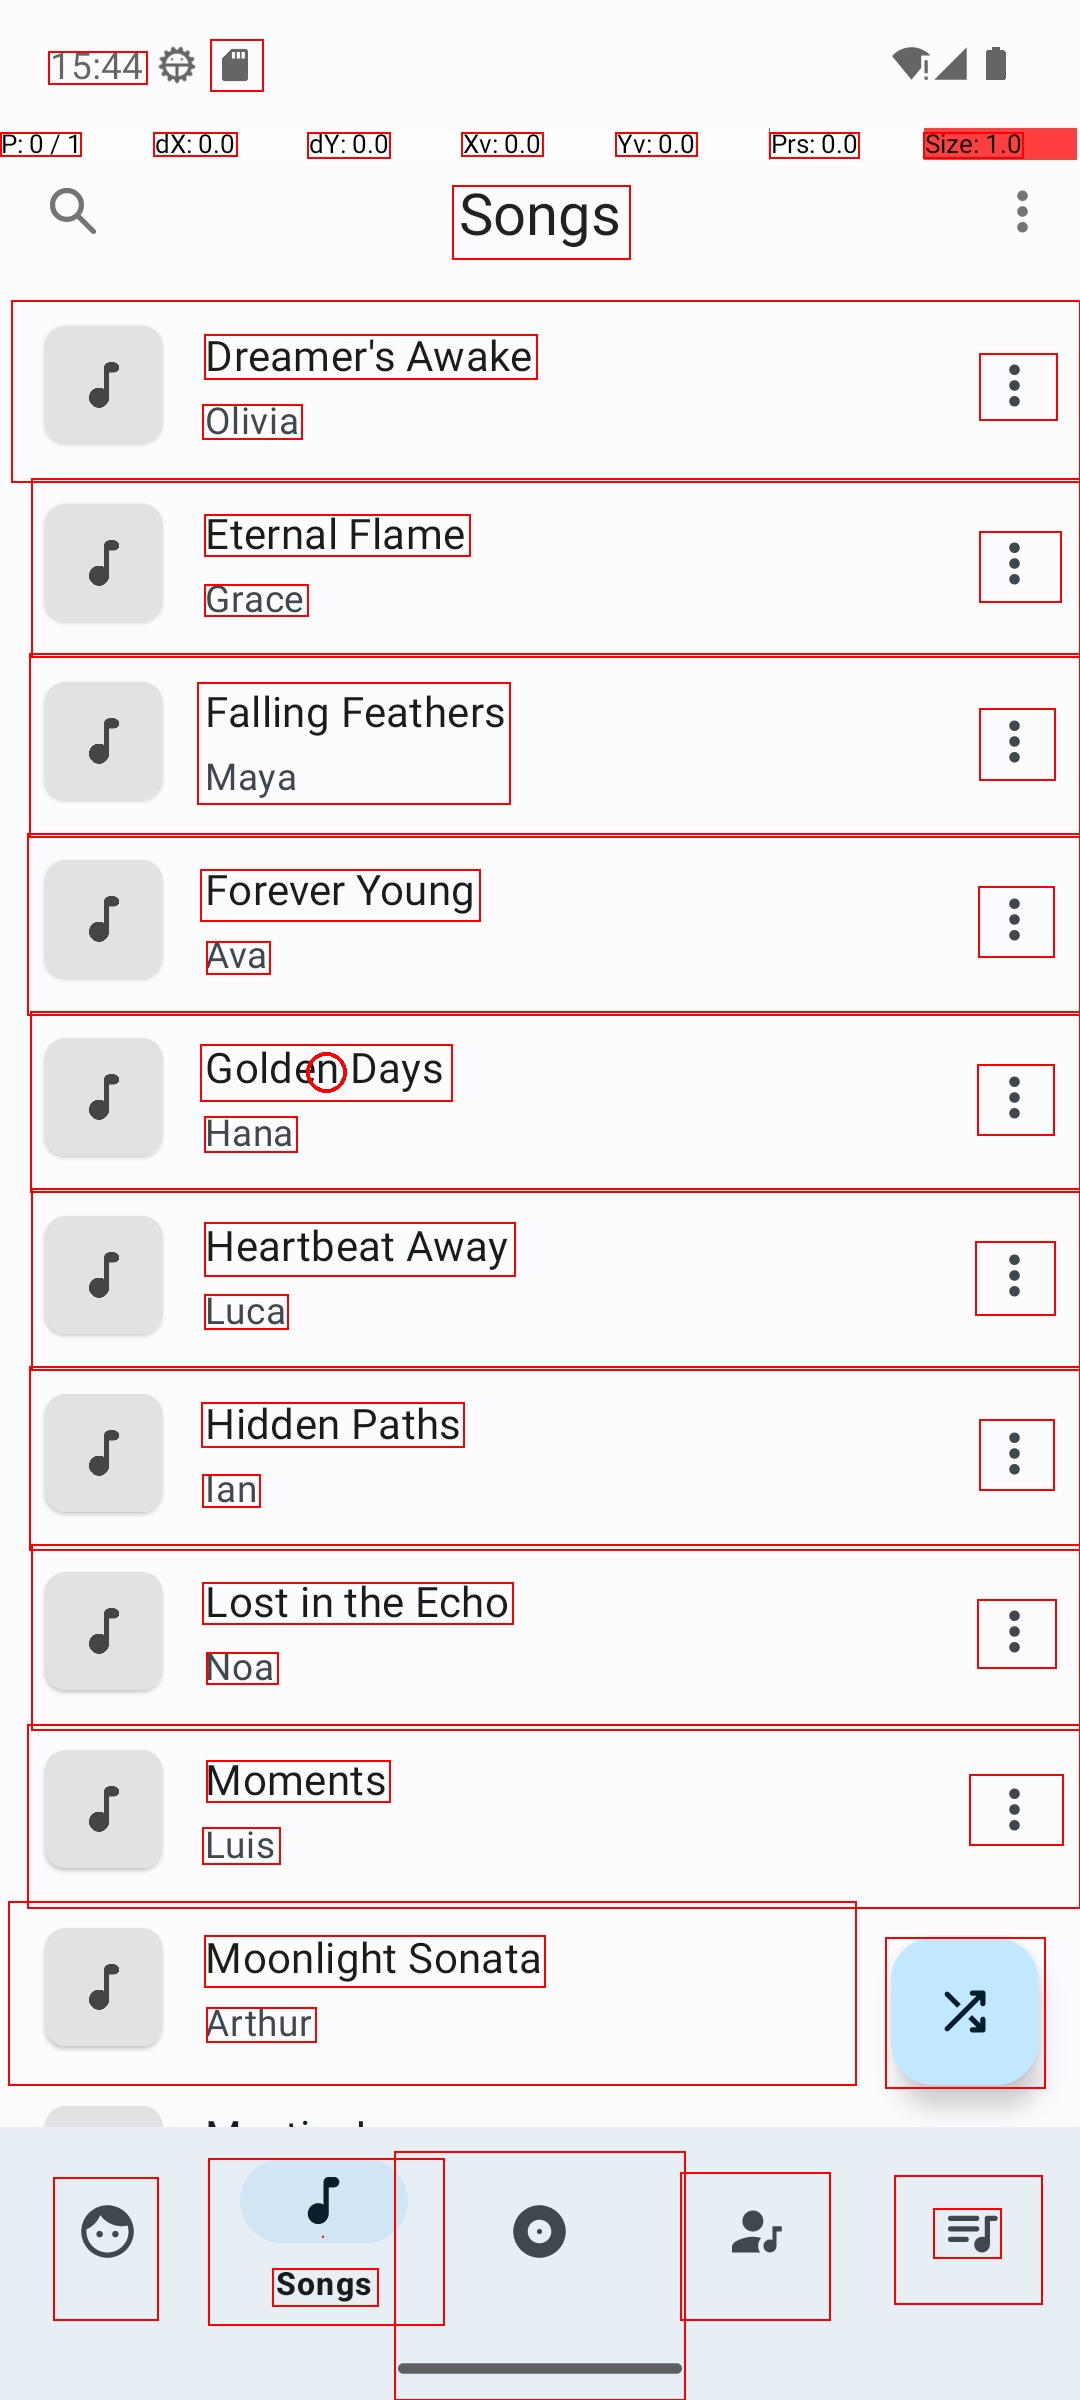 15:44
P: 0 / 1 dX: 0.0 dY: 0.0 Xv: 0.0 Yv: 0.0 Prs: 0.0 Size: 1.0
Songs
Dreamer's Awake
Olivia
Eternal Flame
Grace
Falling Feathers
Maya
Forever Young
Ava
Golden Days
Hana
Heartbeat Away
Luca
Hidden Paths
Ian
Lost in the Echo
Noa
Moments
Luis
Moonlight Sonata
Arthur
Songs